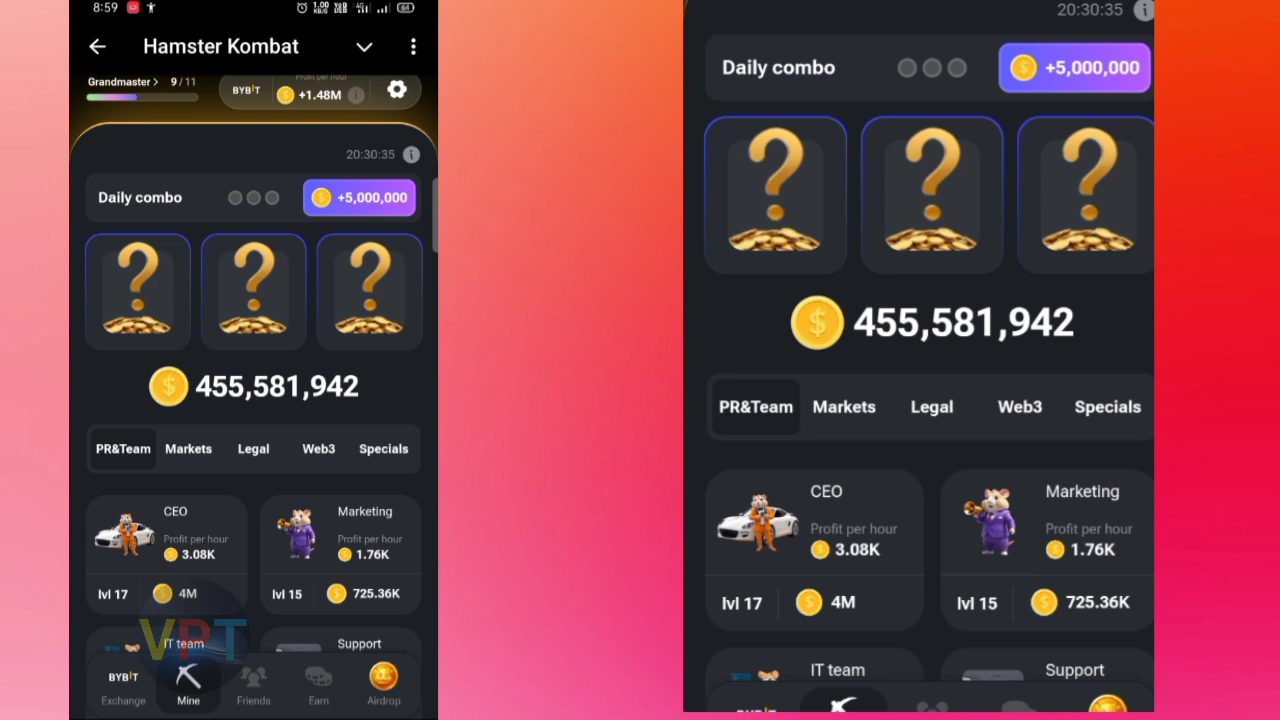 8:59 1.00 KB/S 4G 64
Hamster Kombat
Grandmaster > 9 / 11
BYBIT Profit per hour
+1.48M
20:30:35
Daily combo +5,000,000
455,581,942
PR&Team Markets Legal Web3 Specials
CEO
Profit per hour
3.08K
lvl 17 4M
Marketing
Profit per hour
1.76K
lvl 15 725.36K
IT team
Support
VPT
BYBIT
Exchange Mine Friends Earn Airdrop
20:30:35
Daily combo +5,000,000
455,581,942
PR&Team Markets Legal Web3 Specials
CEO
Profit per hour
3.08K
lvl 17 4M
Marketing
Profit per hour
1.76K
lvl 15 725.36K
IT team
Support